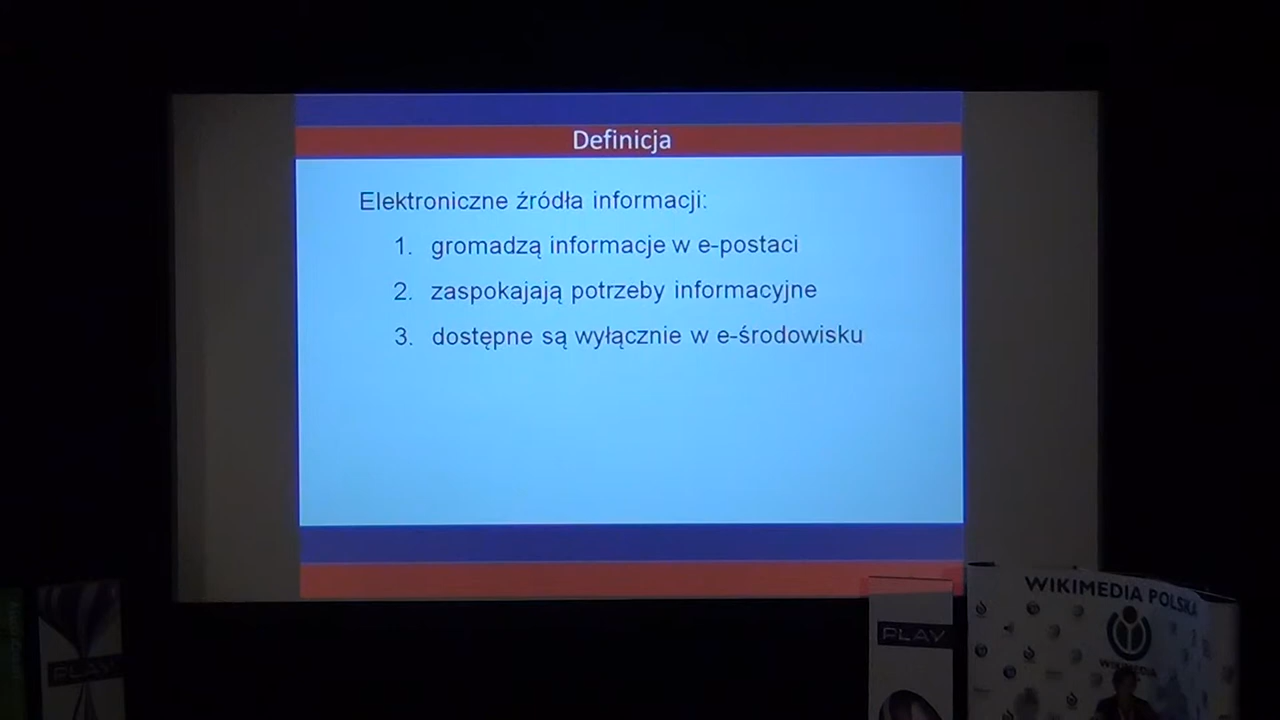 Definicja
Elektroniczne źródła informacji:
1. gromadzą informacje w e-postaci
2. zaspokajają potrzeby informacyjne
3. dostępne są wyłącznie w e-środowisku
WIKIMEDIA POLSKA
PLAY
WIKIMEDIA
PLAY